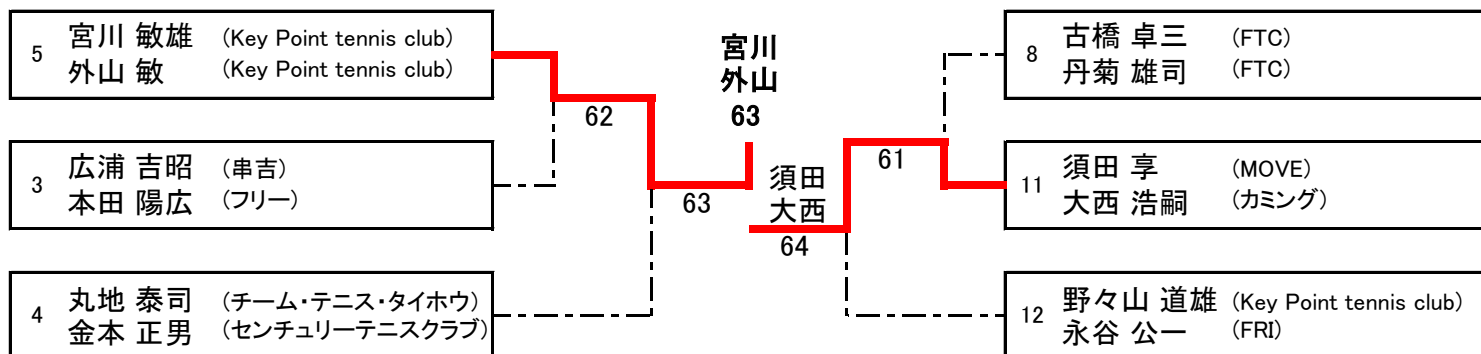 5 宮川 敏雄 (Key Point tennis club)
外山 敏 (Key Point tennis club)
3 広浦 吉昭 (串吉)
本田 陽広 (フリー)
4 丸地 泰司 (チーム・テニス・タイホウ)
金本 正男 (センチュリーテニスクラブ)
62
63
宮川
外山
63
須田
大西
64
61
8 古橋 卓三 (FTC)
丹菊 雄司 (FTC)
11 須田 享 (MOVE)
大西 浩嗣 (カミング)
12 野々山 道雄 (Key Point tennis club)
永谷 公一 (FRI)